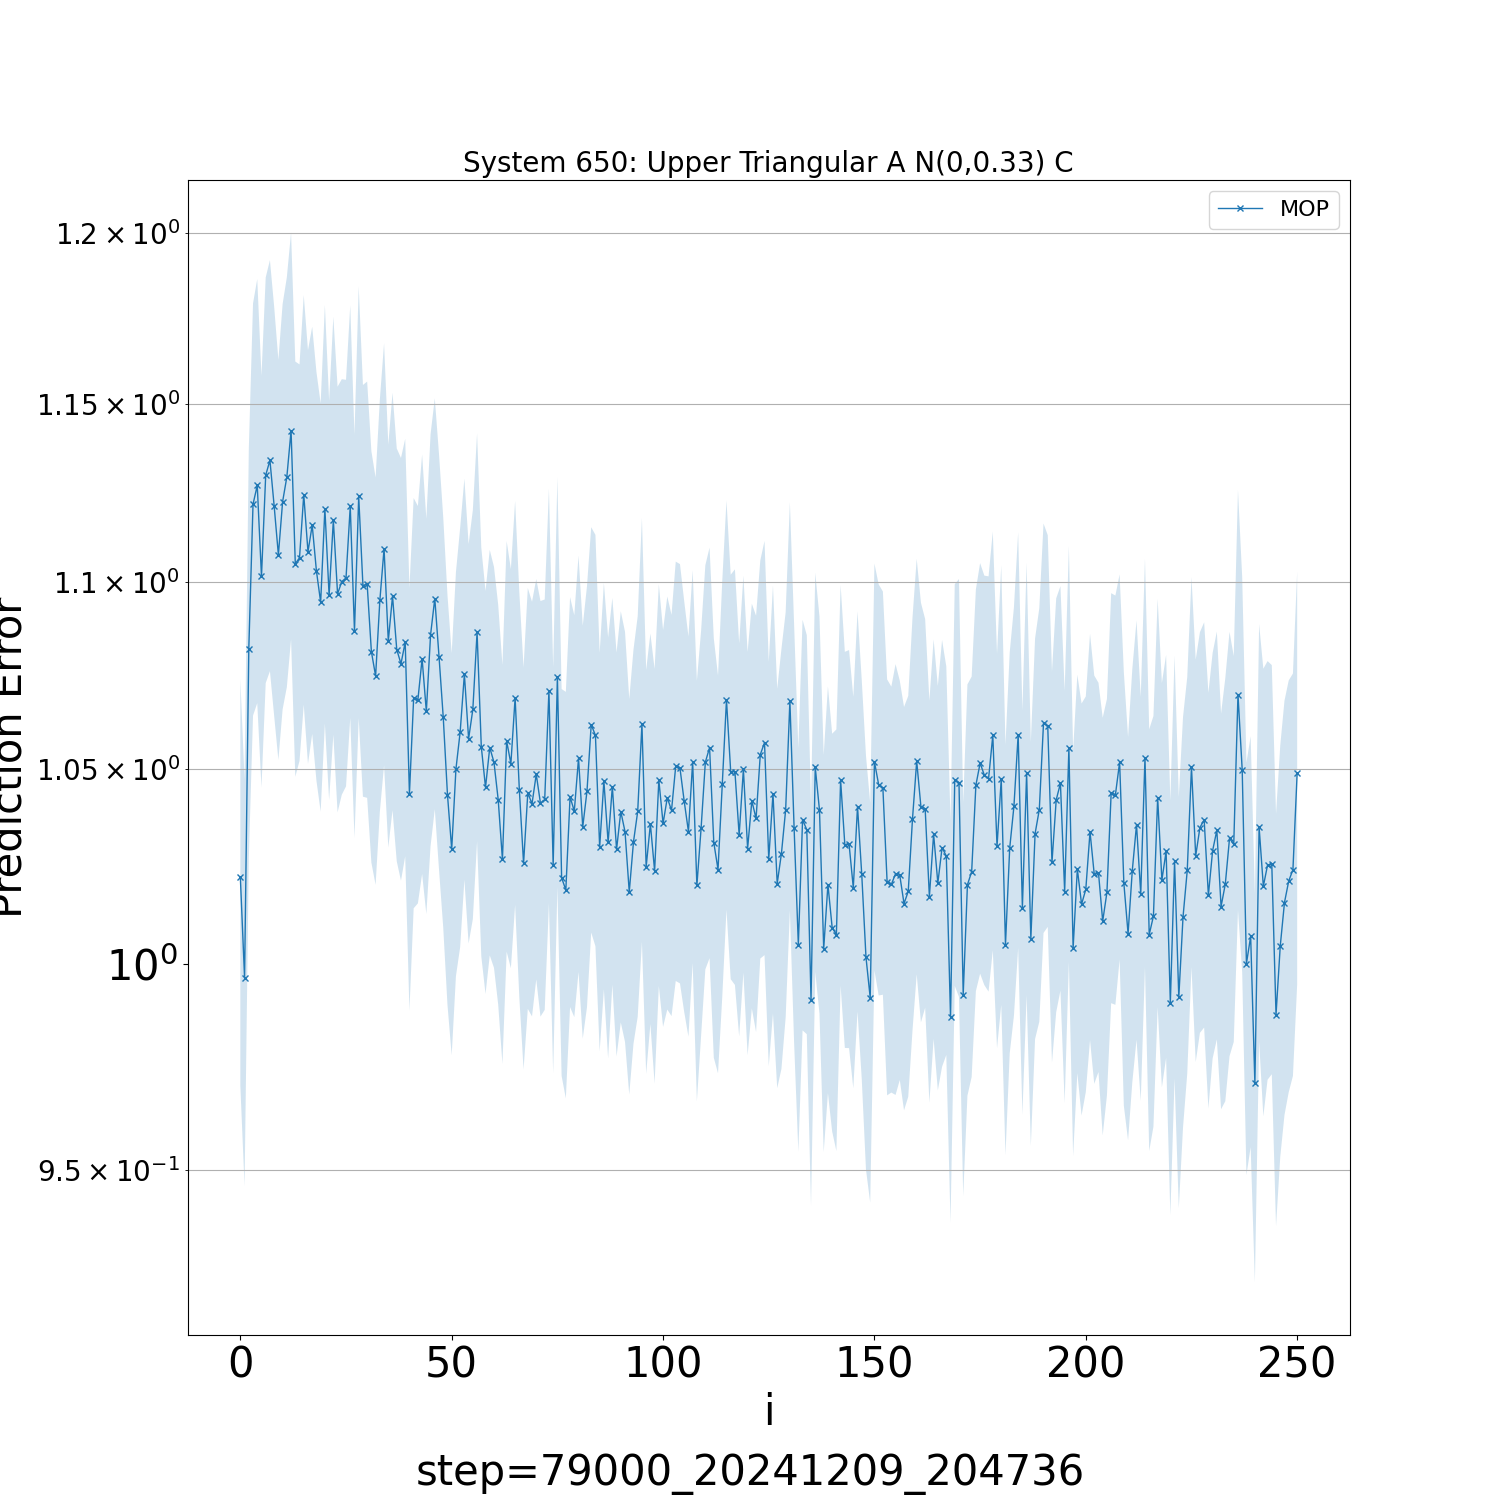 System 650: Upper Triangular A N(0,0.33) C
MOP
1.2 × 10⁰
1.15 × 10⁰
1.1 × 10⁰
1.05 × 10⁰
10⁰
9.5 × 10⁻¹
Prediction Error
0 50 100 150 200 250
i
step=79000_20241209_204736